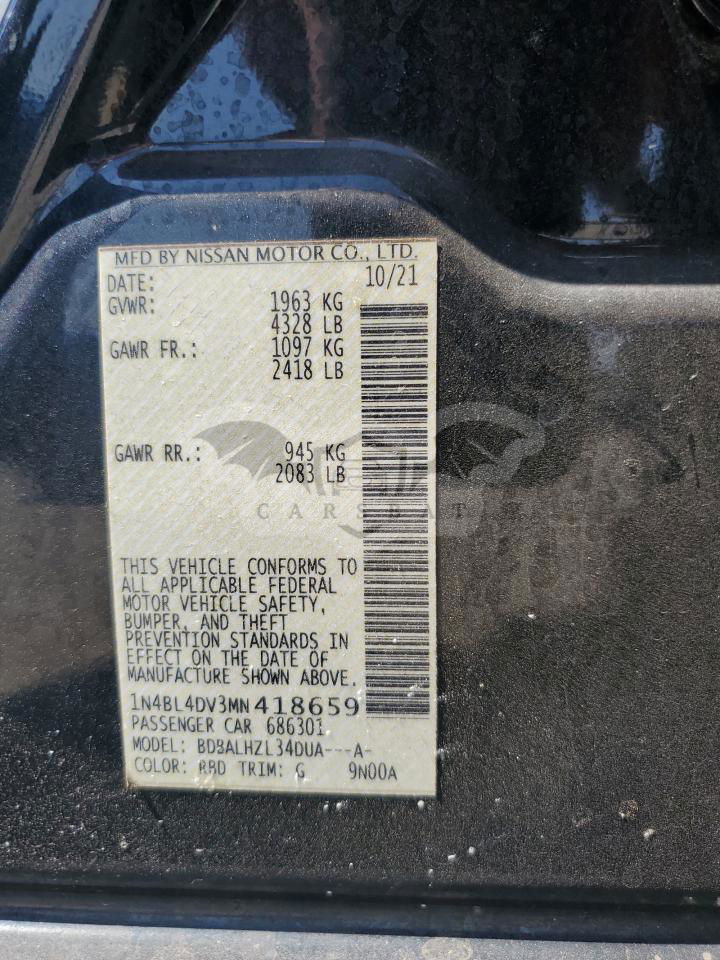 MFD BY NISSAN MOTOR CO., LTD.
DATE: 10/21
GVWR: 1963 KG
4328 LB
GAWR FR.: 1097 KG
2418 LB
GAWR RR.: 945 KG
2083 LB
CARSBAT
THIS VEHICLE CONFORMS TO
ALL APPLICABLE FEDERAL
MOTOR VEHICLE SAFETY,
BUMPER, AND THEFT
PREVENTION STANDARDS IN
EFFECT ON THE DATE OF
MANUFACTURE SHOWN ABOVE.
1N4BL4DV3MN418659
PASSENGER CAR 686301
MODEL: BDBALHZL34DUA---A-
COLOR: RBD TRIM: G 9N00A